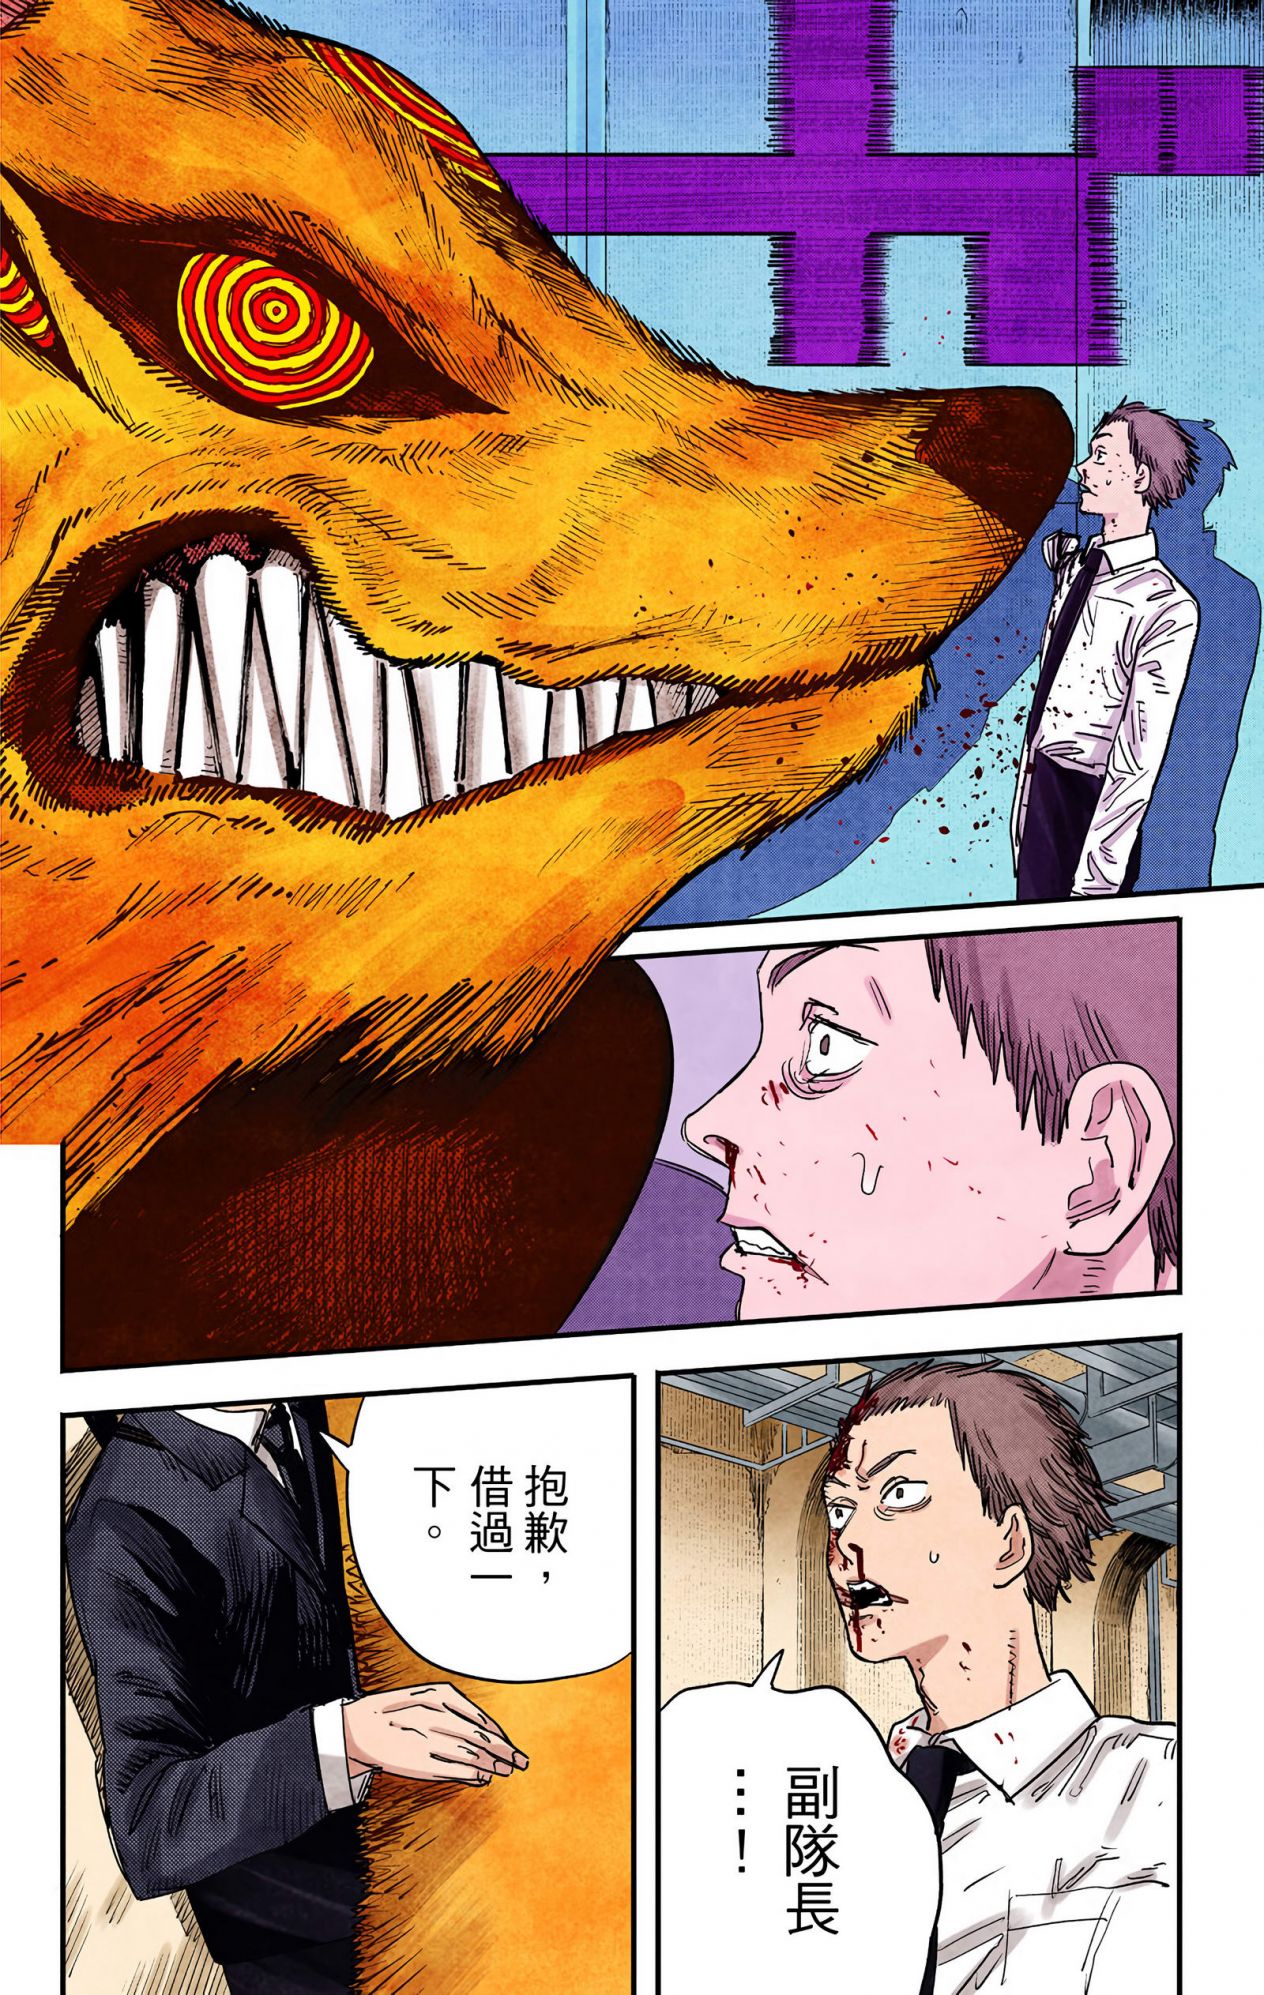 副隊長
……！
抱歉，
借過一
下。